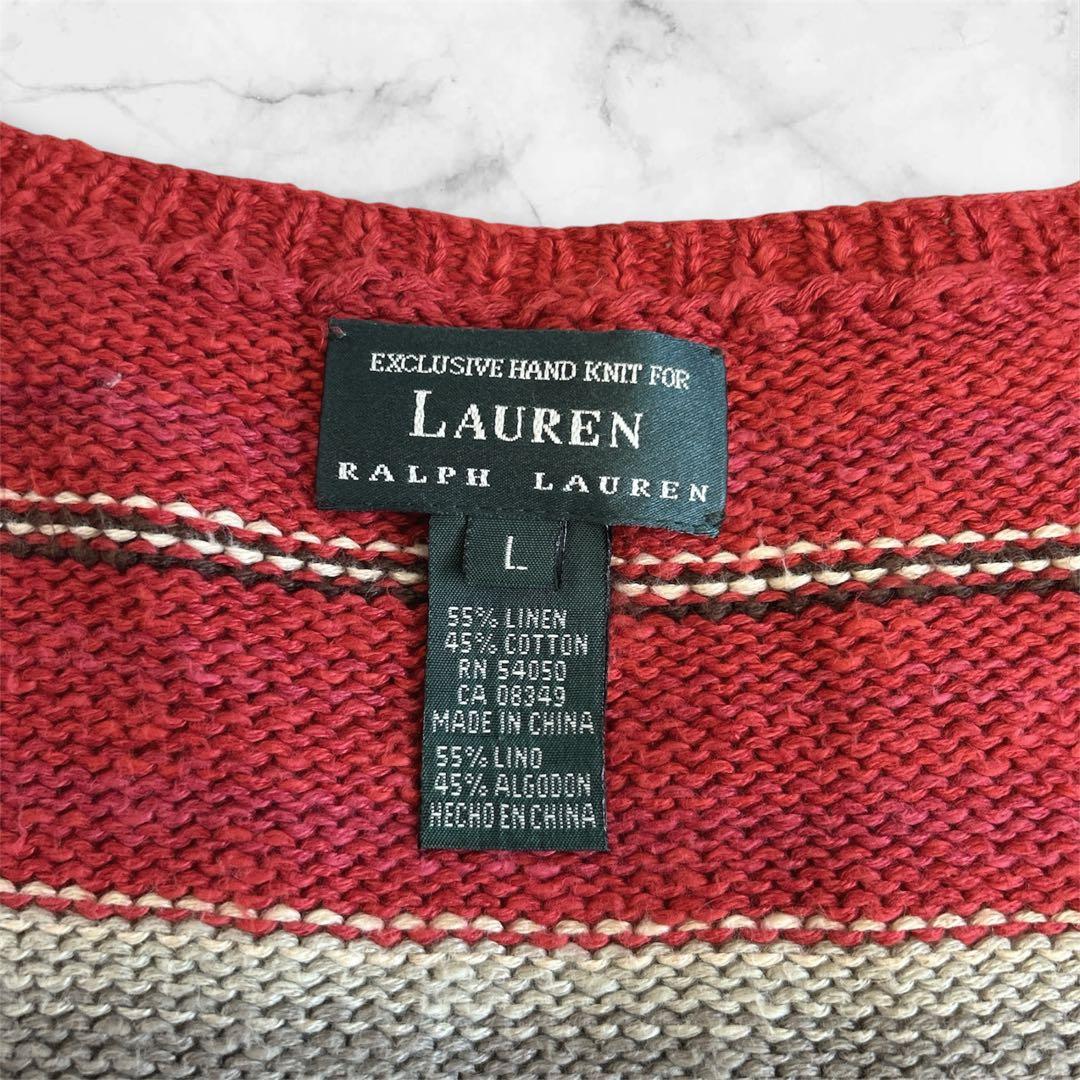 EXCLUSIVE HAND KNIT FOR
LAUREN
RALPH LAUREN
L
55% LINEN
45% COTTON
RN 54050
CA 08349
MADE IN CHINA
55% LINO
45% ALGODON
HECHO EN CHINA